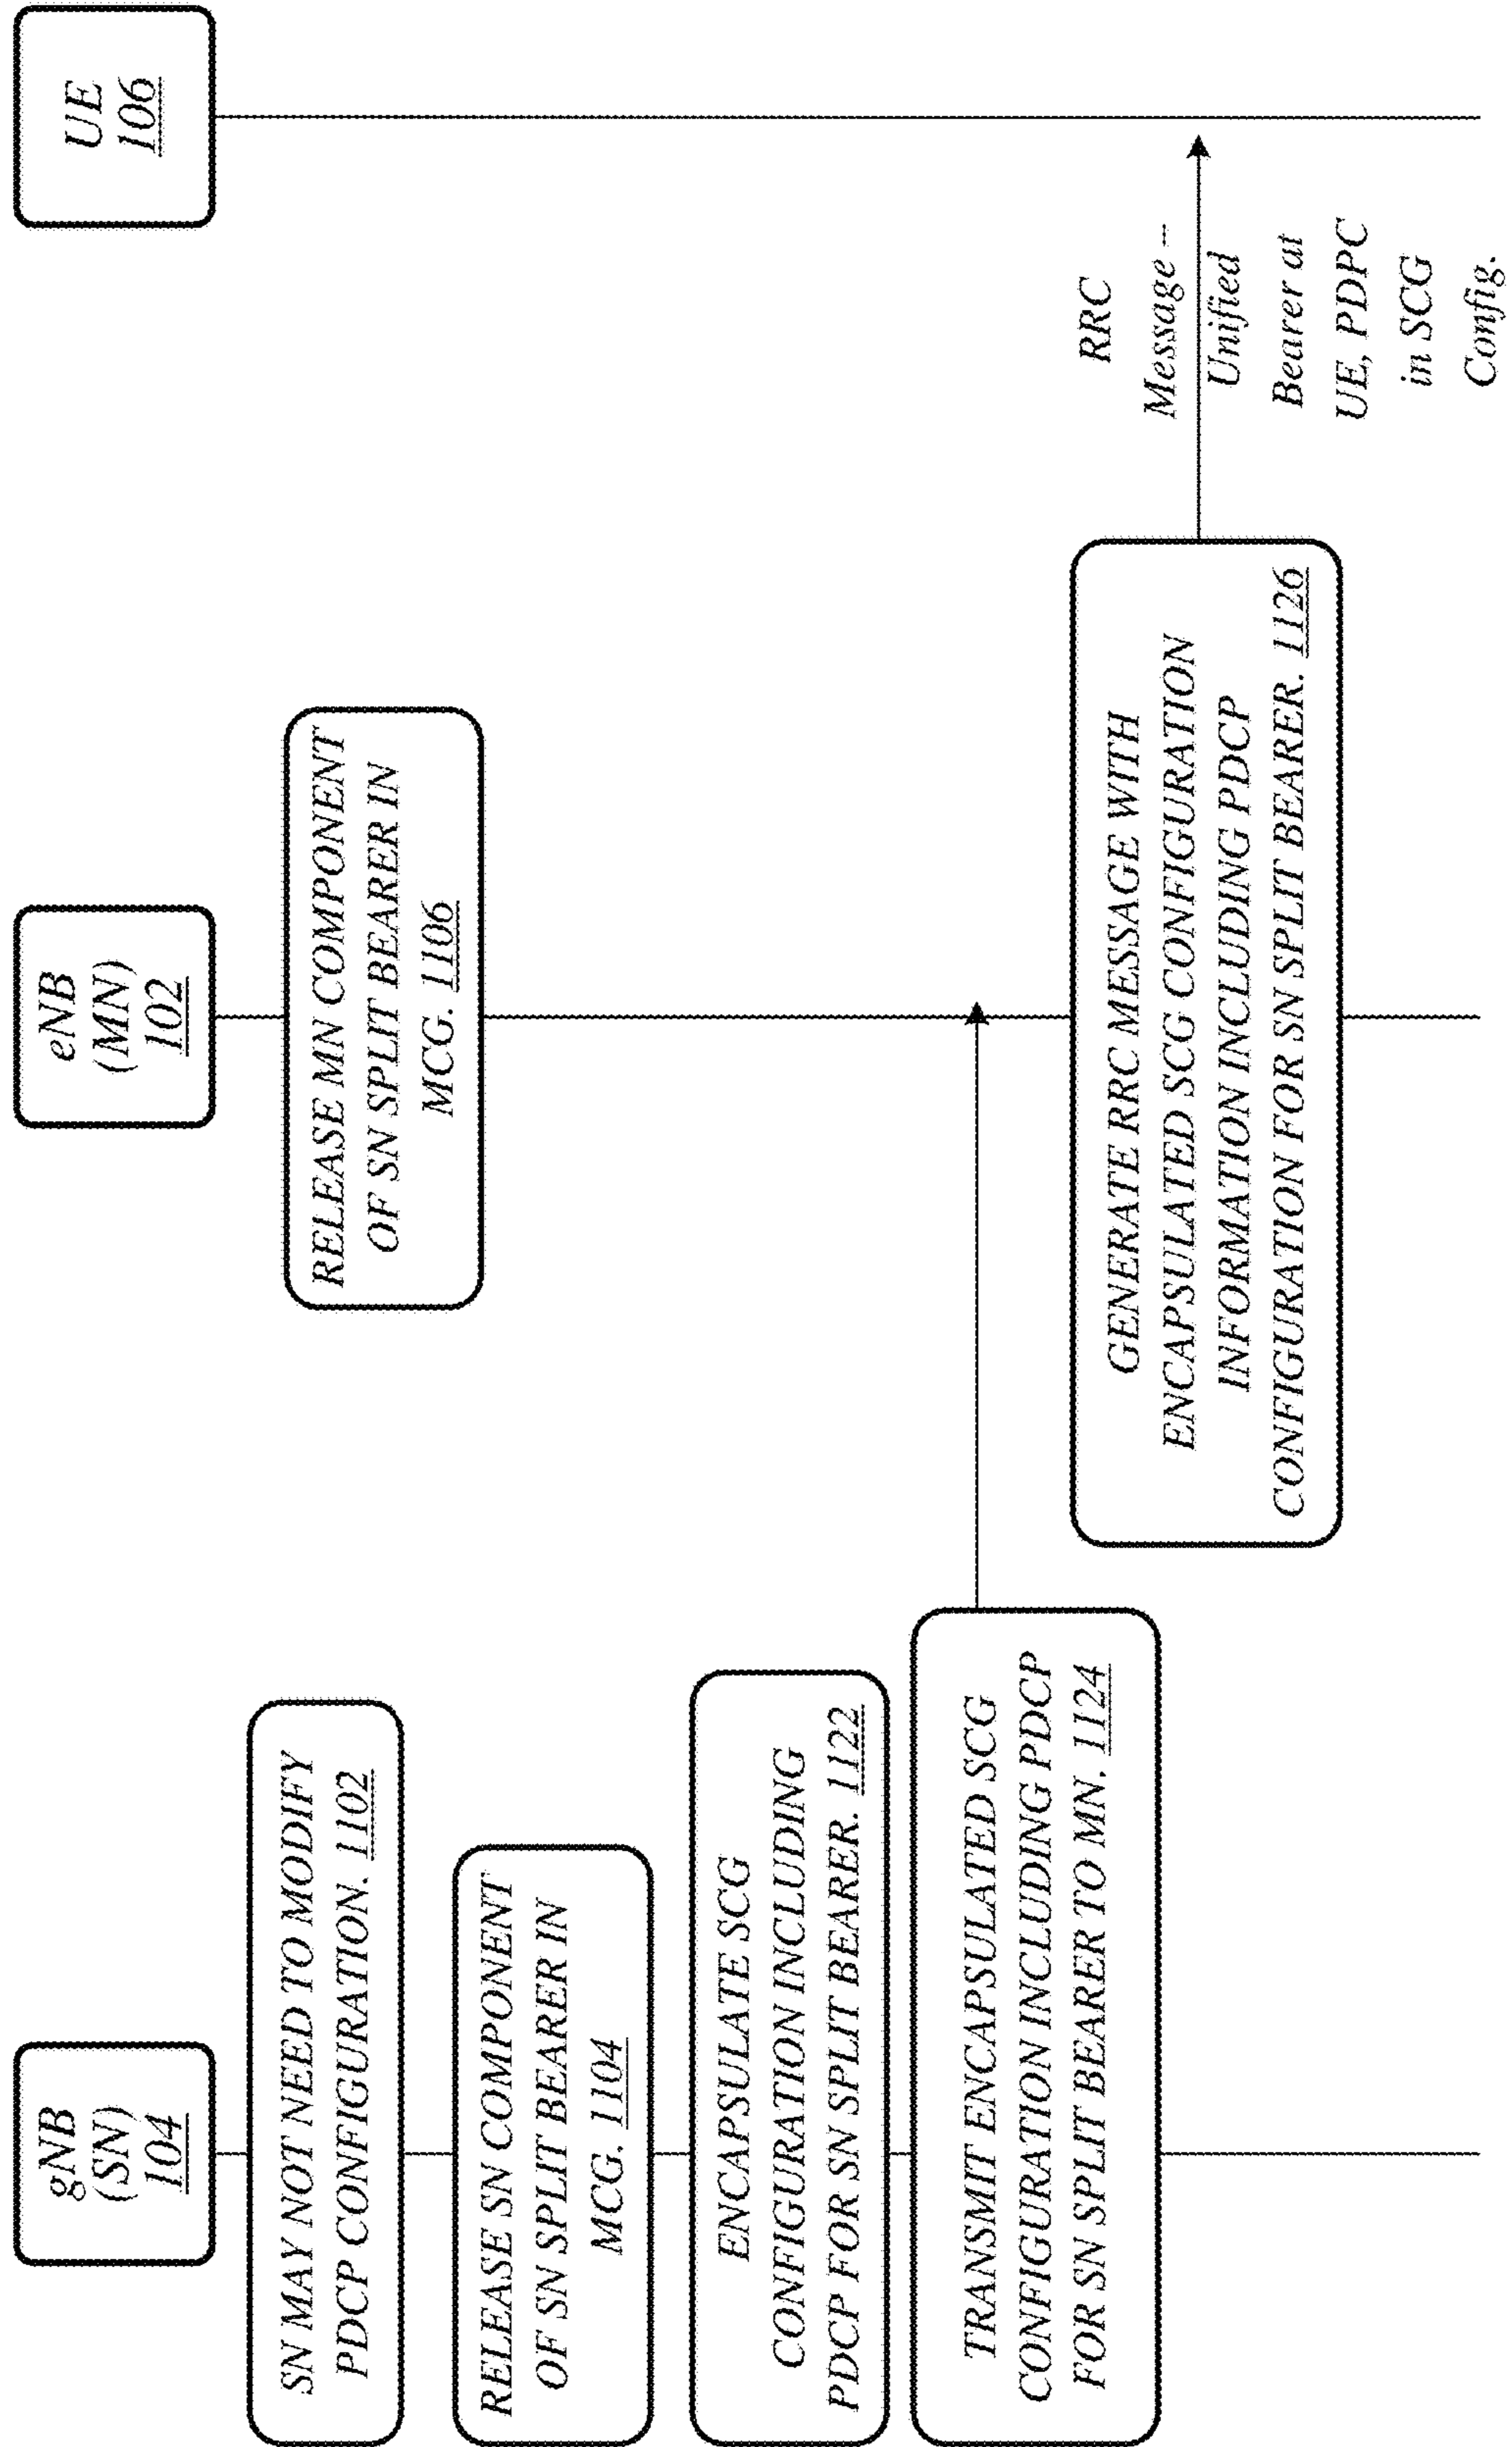 gNB
(SN)
104
eNB
(MN)
102
UE
106
SN MAY NOT NEED TO MODIFY
PDCP CONFIGURATION. 1102
RELEASE MN COMPONENT
OF SN SPLIT BEARER IN
MCG. 1106
RELEASE SN COMPONENT
OF SN SPLIT BEARER IN
MCG. 1104
ENCAPSULATE SCG
CONFIGURATION INCLUDING
PDCP FOR SN SPLIT BEARER. 1122
TRANSMIT ENCAPSULATED SCG
CONFIGURATION INCLUDING PDCP
FOR SN SPLIT BEARER TO MN. 1124
GENERATE RRC MESSAGE WITH
ENCAPSULATED SCG CONFIGURATION
INFORMATION INCLUDING PDCP
CONFIGURATION FOR SN SPLIT BEARER. 1126
RRC
Message –
Unified
Bearer at
UE, PDPC
in SCG
Config.